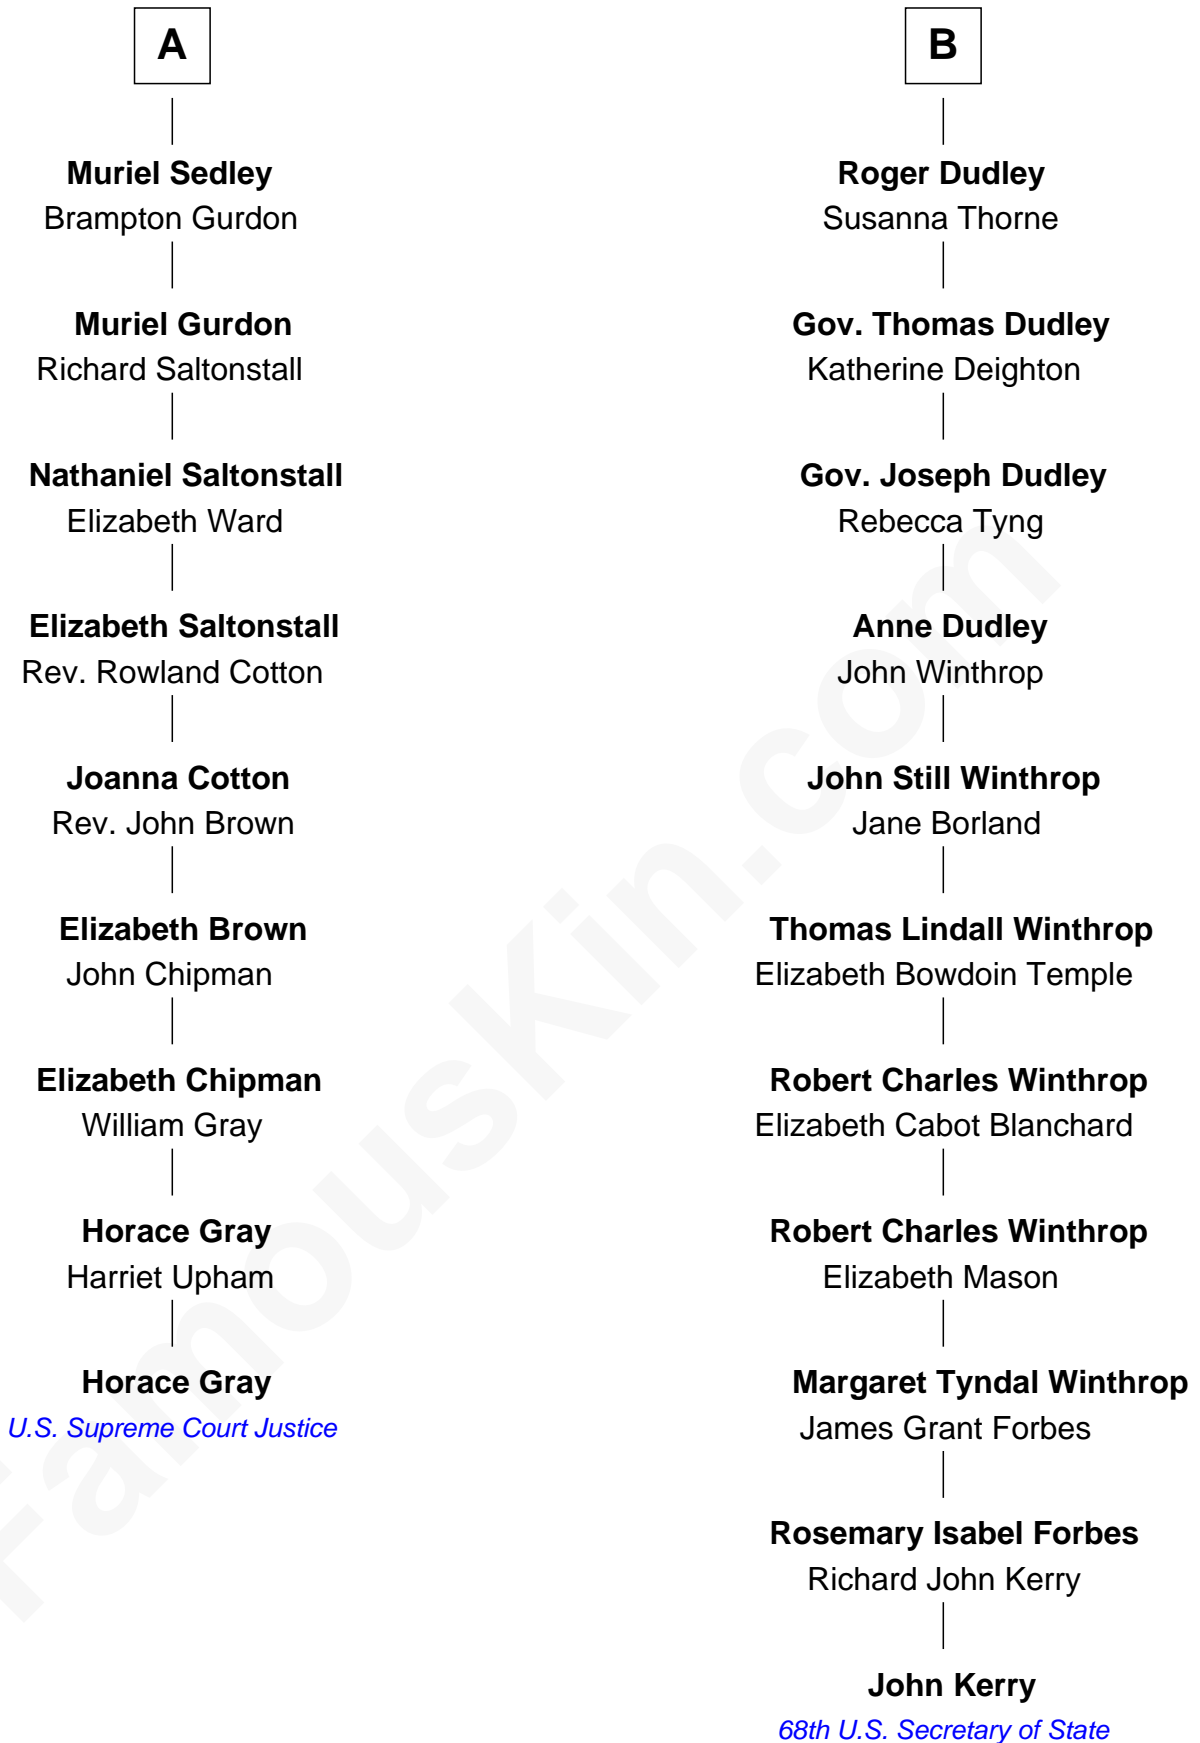 A
Muriel Sedley
Brampton Gurdon
Muriel Gurdon
Richard Saltonstall
Nathaniel Saltonstall
Elizabeth Ward
Elizabeth Saltonstall
Rev. Rowland Cotton
Joanna Cotton
Rev. John Brown
Elizabeth Brown
John Chipman
Elizabeth Chipman
William Gray
Horace Gray
Harriet Upham
Horace Gray
U.S. Supreme Court Justice
B
Roger Dudley
Susanna Thorne
Gov. Thomas Dudley
Katherine Deighton
Gov. Joseph Dudley
Rebecca Tyng
Anne Dudley
John Winthrop
John Still Winthrop
Jane Borland
Thomas Lindall Winthrop
Elizabeth Bowdoin Temple
Robert Charles Winthrop
Elizabeth Cabot Blanchard
Robert Charles Winthrop
Elizabeth Mason
Margaret Tyndal Winthrop
James Grant Forbes
Rosemary Isabel Forbes
Richard John Kerry
John Kerry
68th U.S. Secretary of State
FamousKin.com